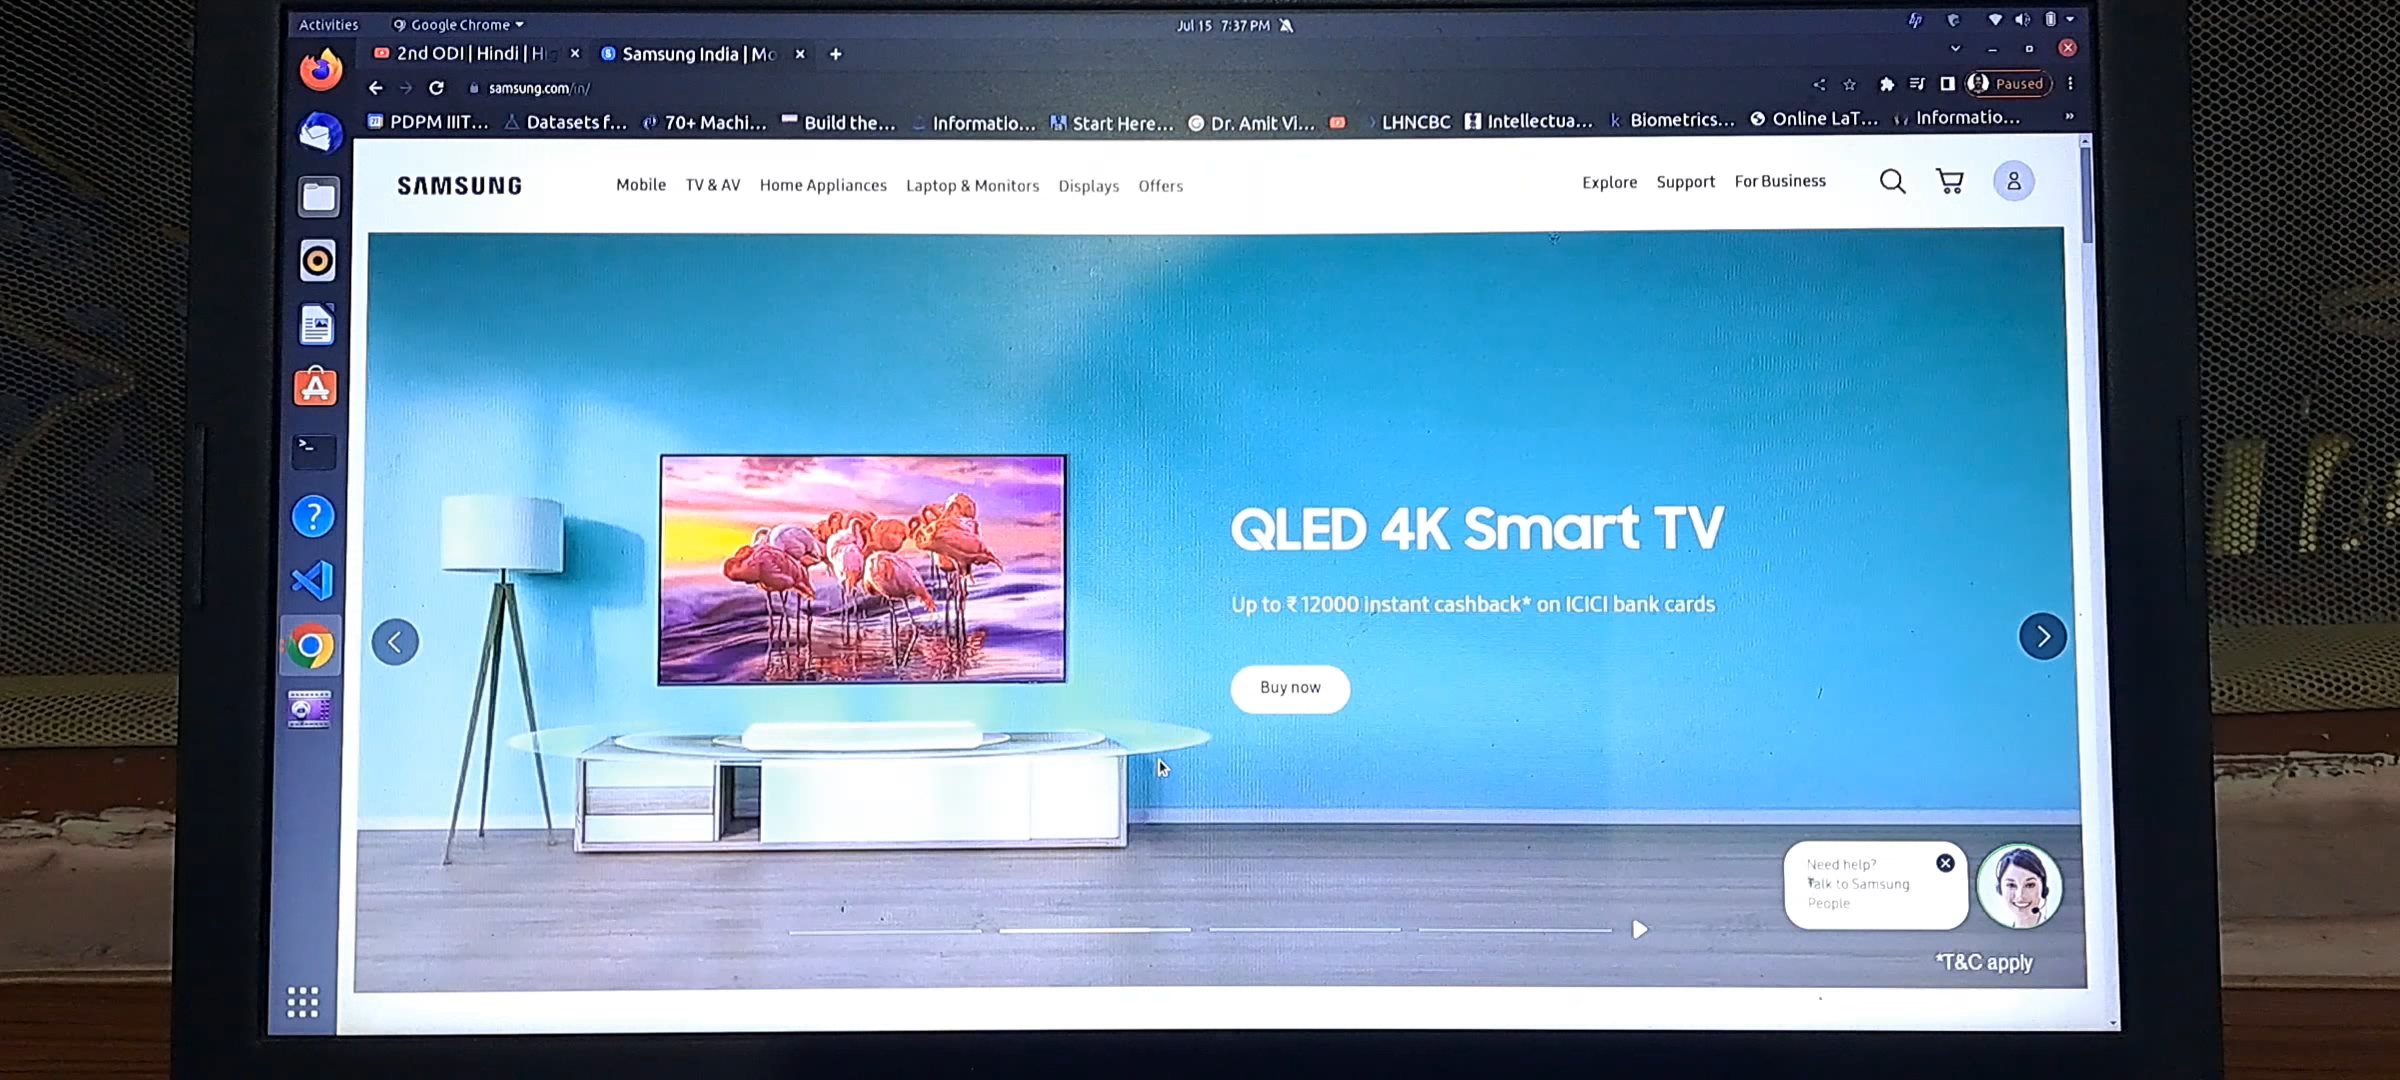 Activities Google Chrome Jul 15 7:37 PM
2nd ODI | Hindi | Samsung India | Mo
samsung.com/in/ Paused
PDPM IIIT... Datasets f... 70+ Machi... Build the... Informatio... Start Here... Dr. Amit Vi... LHNCBC Intellectua... Biometrics... Online LaT... Informatio... »
SAMSUNG Mobile TV & AV Home Appliances Laptop & Monitors Displays Offers Explore Support For Business
QLED 4K Smart TV
Up to ₹ 12000 instant cashback* on ICICI bank cards
Buy now
Need help?
Talk to Samsung
People
*T&C apply